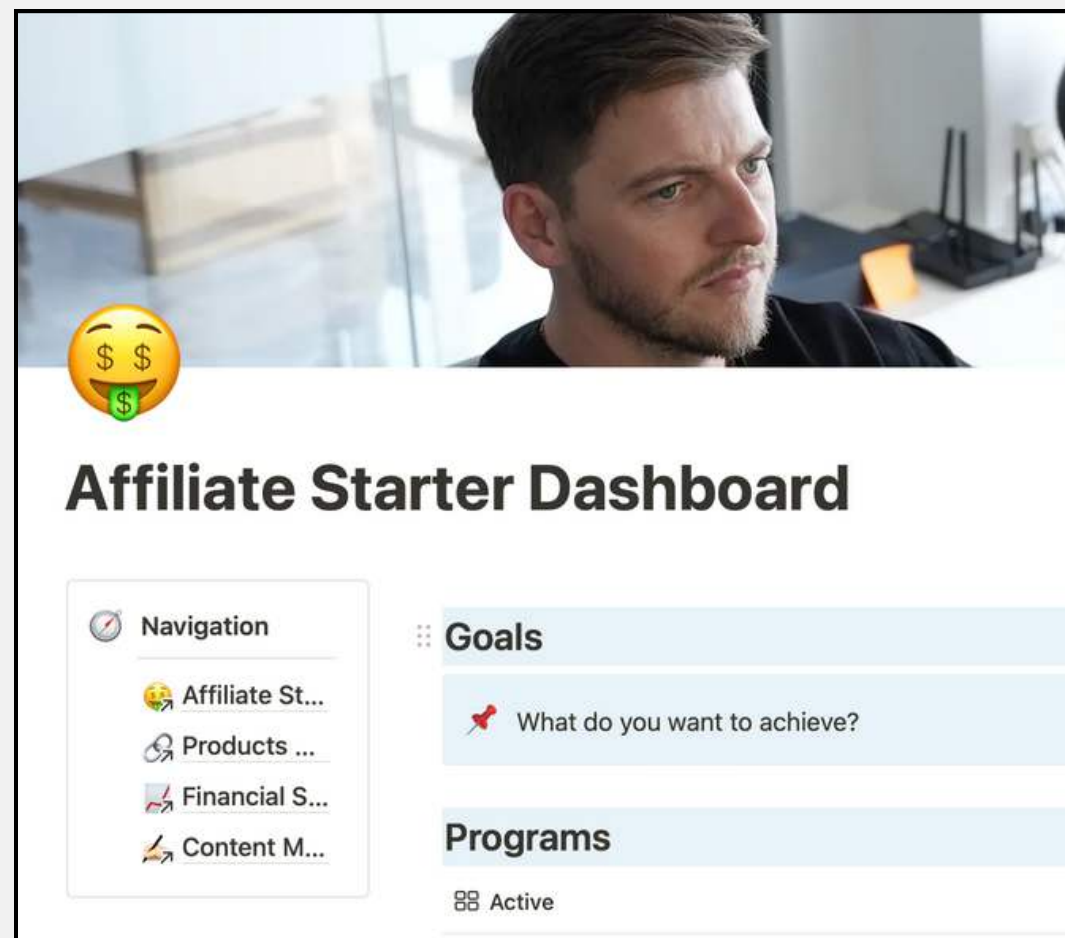 Affiliate Starter Dashboard
Navigation
Affiliate St...
Products ...
Financial S...
Content M...
Goals
What do you want to achieve?
Programs
Active